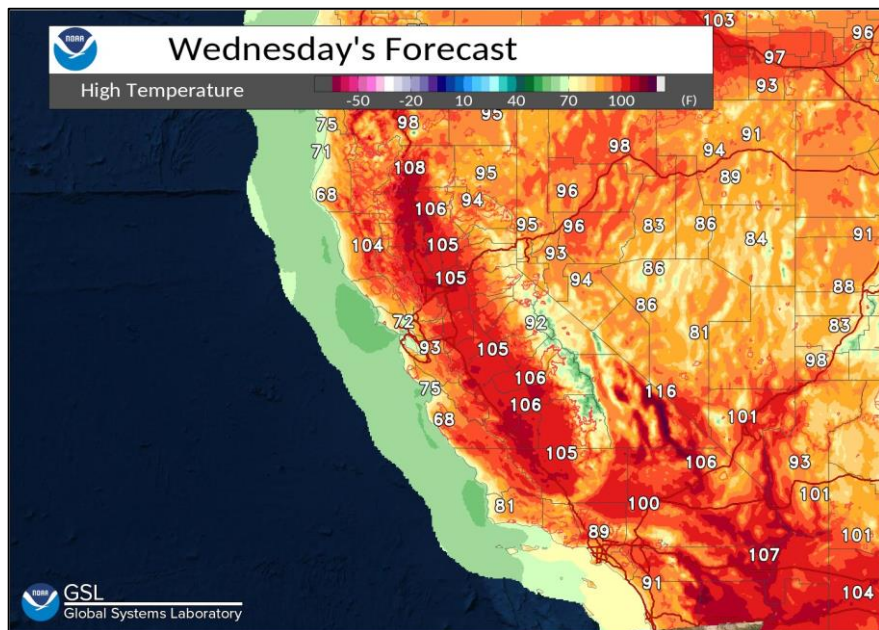 NOAA
Wednesday's Forecast
High Temperature
-50 -20 10 40 70 100 (F)
103
96
97
93
75 98 95
71 98 94 91
108 95 89
68 106 94 96
104 105 95 96 83 86 84 91
105 93
94 86 88
86
72 92 81 83
93 105 98
75 106 116
68 106 101
105 106 93
81 100 101
89 101
107
91 104
NOAA
GSL
Global Systems Laboratory